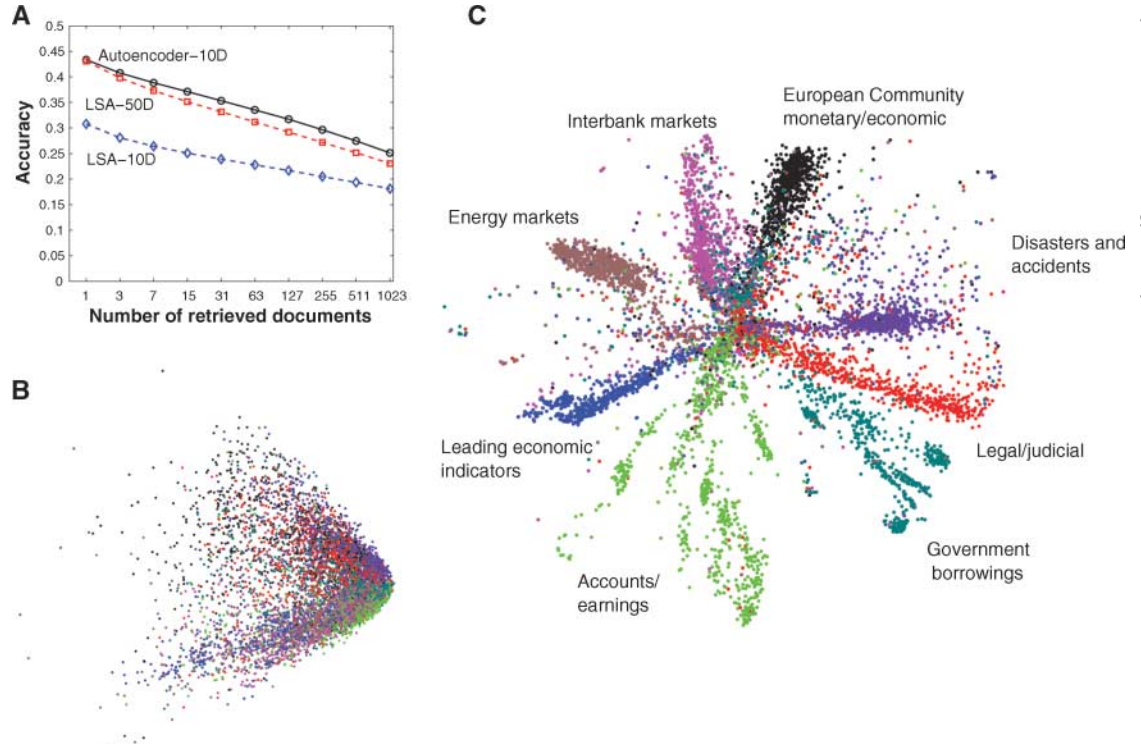 A
0.5
0.45
0.4
0.35
0.3
0.25
0.2
0.15
0.1
0.05
0
Accuracy
Autoencoder-10D
LSA-50D
LSA-10D
1 3 7 15 31 63 127 255 511 1023
Number of retrieved documents
B
C
European Community
monetary/economic
Interbank markets
Energy markets
Disasters and
accidents
Leading economic
indicators
Legal/judicial
Government
borrowings
Accounts/
earnings